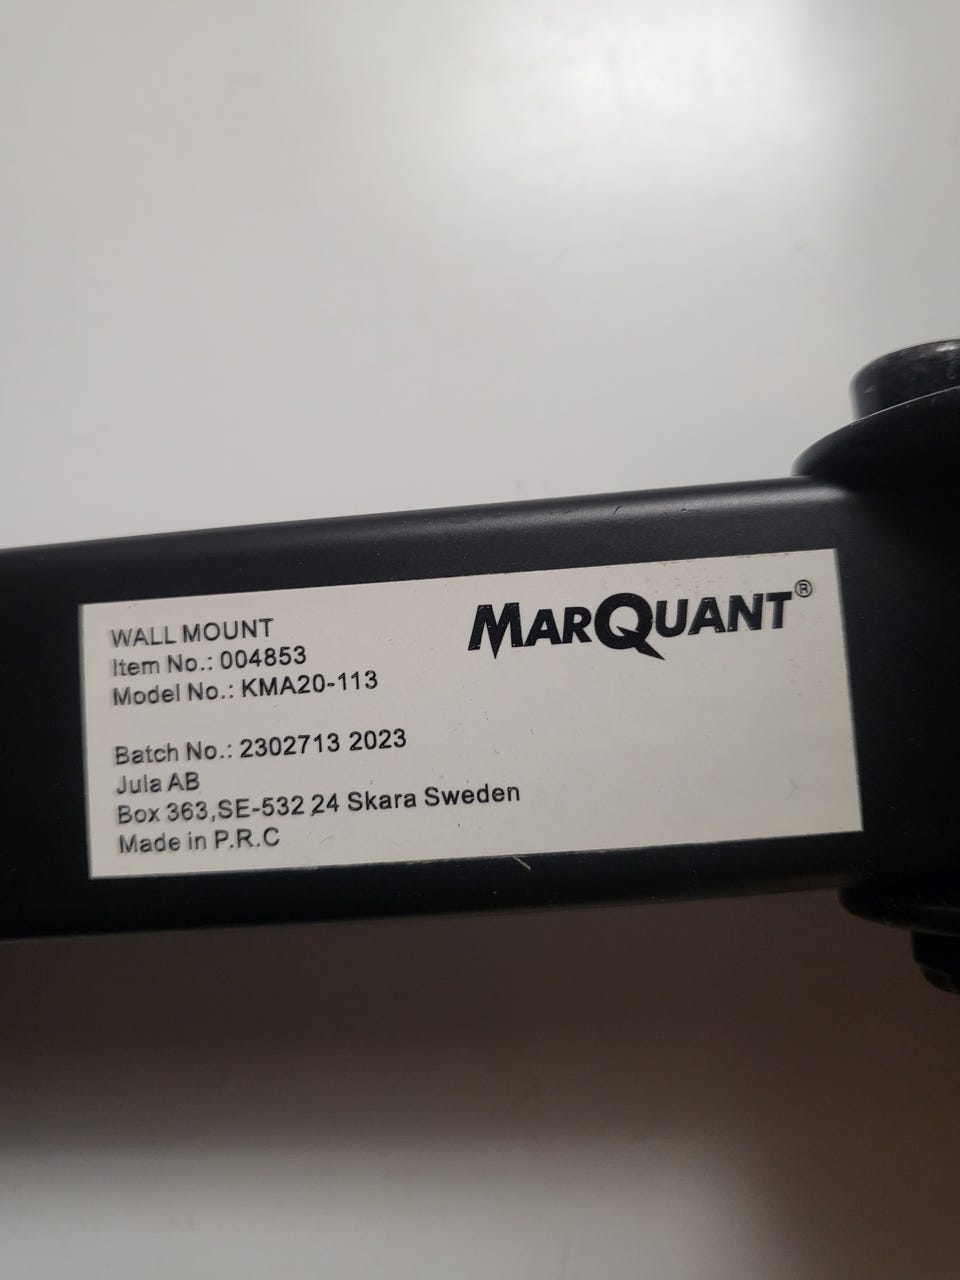 WALL MOUNT
Item No.: 004853
Model No.: KMA20-113
MARQUANT®
Batch No.: 2302713 2023
Jula AB
Box 363,SE-532 24 Skara Sweden
Made in P.R.C